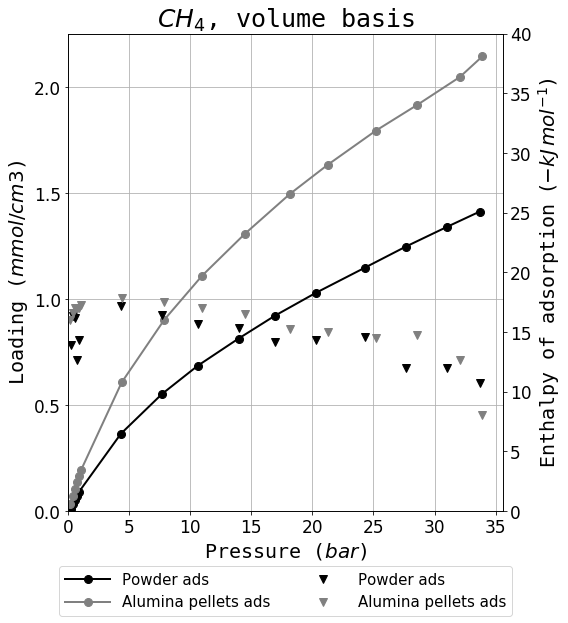 CH₄, volume basis
Loading (mmol/cm3)
2.0
1.5
1.0
0.5
0.0
40
35
30
25
20
15
10
5
0
Enthalpy of adsorption (−kJ mol⁻¹)
0 5 10 15 20 25 30 35
Pressure (bar)
Powder ads Powder ads
Alumina pellets ads Alumina pellets ads